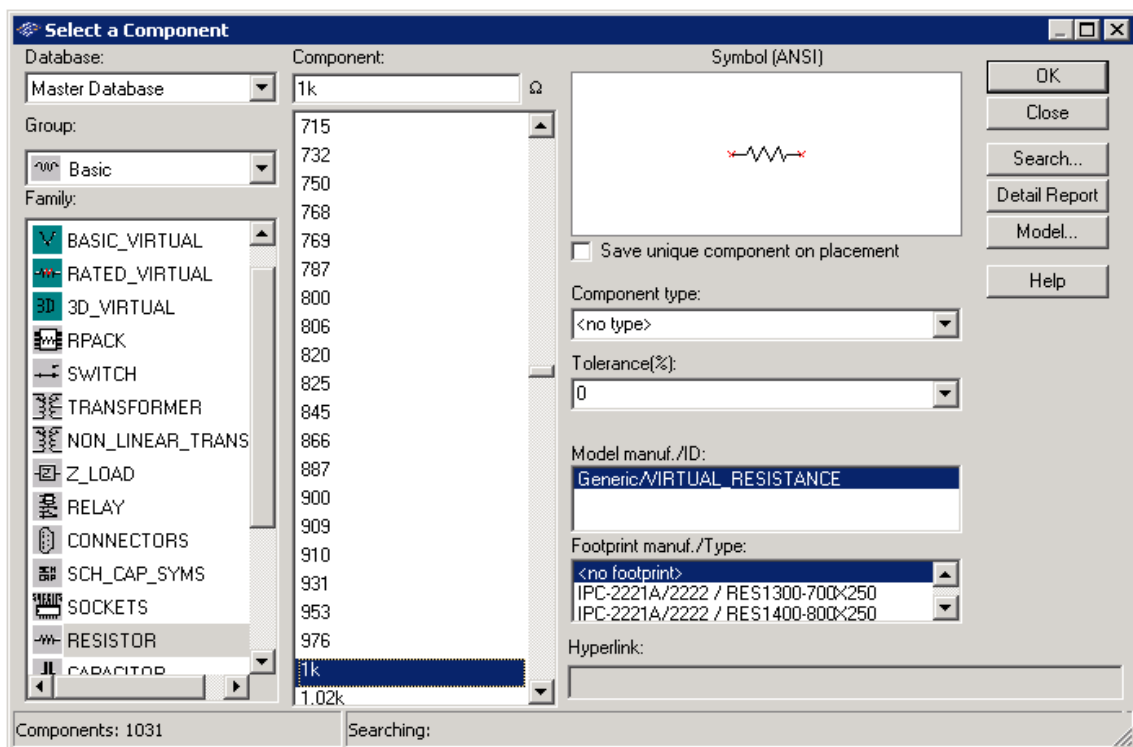 Select a Component
Database:
Master Database
Group:
Basic
Family:
BASIC_VIRTUAL
RATED_VIRTUAL
3D 3D_VIRTUAL
RPACK
SWITCH
TRANSFORMER
NON_LINEAR_TRANS
Z_LOAD
RELAY
CONNECTORS
SCH_CAP_SYMS
SOCKETS
RESISTOR
CAPACITOR
Component:
1k Ω
715
732
750
768
769
787
800
806
820
825
845
866
887
900
909
910
931
953
976
1k
1.02k
Symbol (ANSI)
Save unique component on placement
Component type:
<no type>
Tolerance(%):
0
Model manuf./ID:
Generic/VIRTUAL_RESISTANCE
Footprint manuf./Type:
<no footprint>
IPC-2221A/2222 / RES1300-700X250
IPC-2221A/2222 / RES1400-800X250
Hyperlink:
OK
Close
Search...
Detail Report
Model...
Help
Components: 1031
Searching: